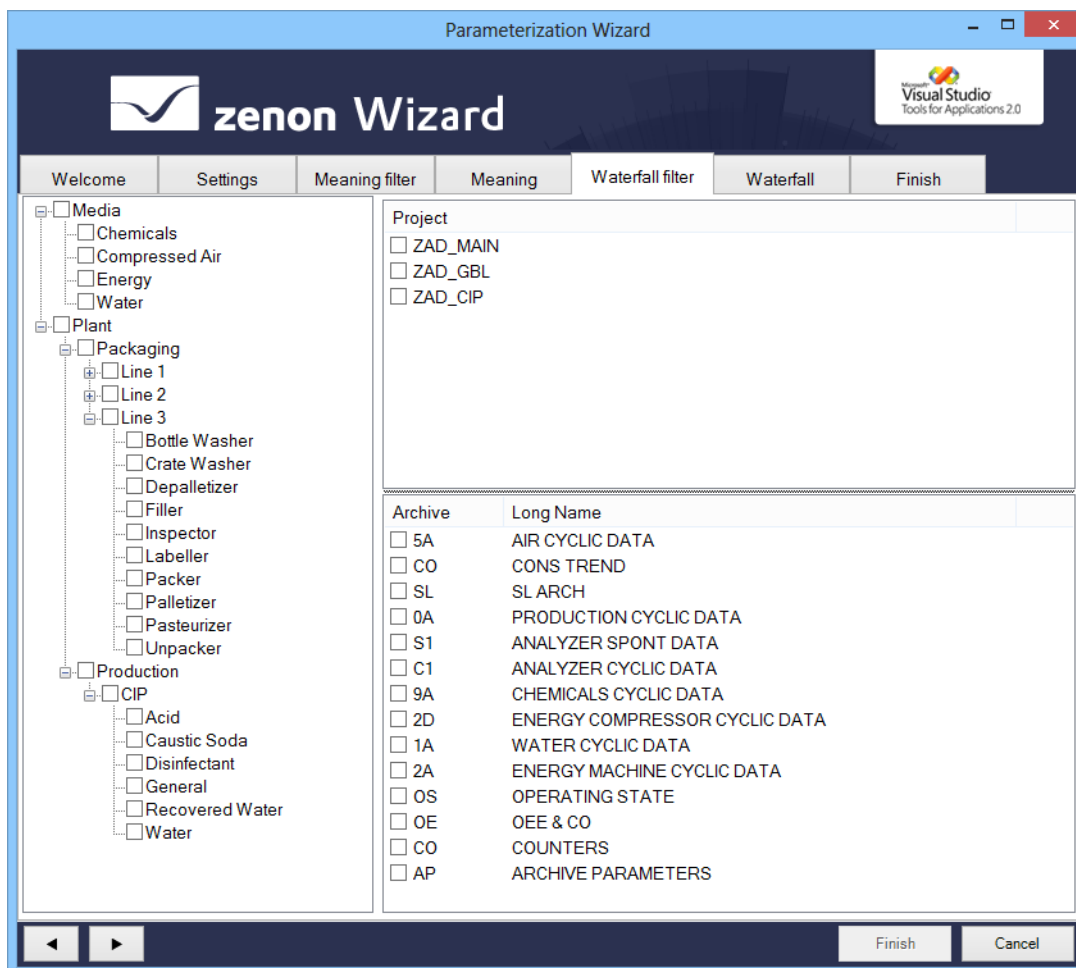 Parameterization Wizard
zenon Wizard
Microsoft
Visual Studio
Tools for Applications 2.0
Welcome
Settings
Meaning filter
Meaning
Waterfall filter
Waterfall
Finish
Media
Chemicals
Compressed Air
Energy
Water
Plant
Packaging
Line 1
Line 2
Line 3
Bottle Washer
Crate Washer
Depalletizer
Filler
Inspector
Labeller
Packer
Palletizer
Pasteurizer
Unpacker
Production
CIP
Acid
Caustic Soda
Disinfectant
General
Recovered Water
Water
Project
ZAD_MAIN
ZAD_GBL
ZAD_CIP
Archive Long Name
5A AIR CYCLIC DATA
CO CONS TREND
SL SL ARCH
0A PRODUCTION CYCLIC DATA
S1 ANALYZER SPONT DATA
C1 ANALYZER CYCLIC DATA
9A CHEMICALS CYCLIC DATA
2D ENERGY COMPRESSOR CYCLIC DATA
1A WATER CYCLIC DATA
2A ENERGY MACHINE CYCLIC DATA
OS OPERATING STATE
OE OEE & CO
CO COUNTERS
AP ARCHIVE PARAMETERS
Finish
Cancel